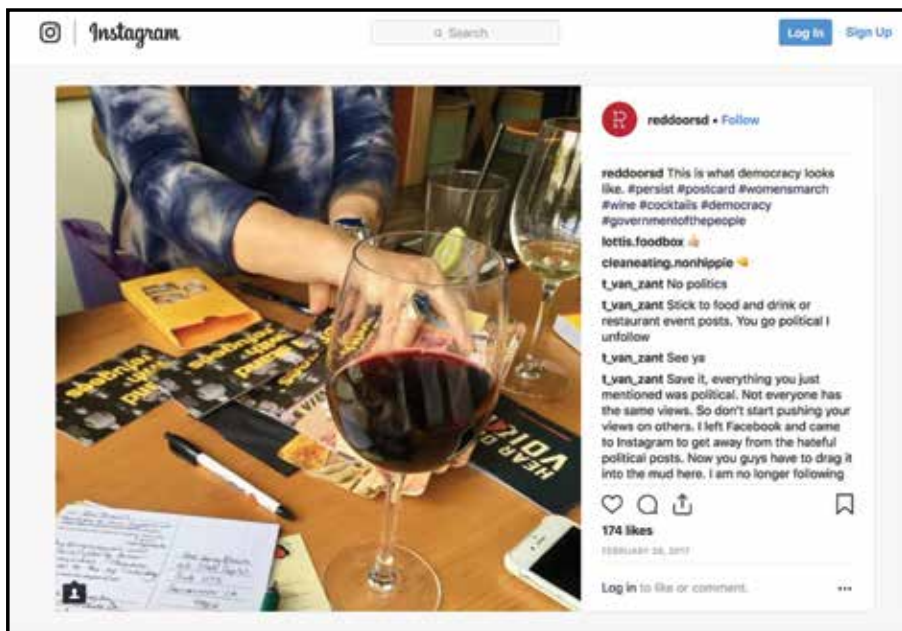 Instagram
Search
Log In
Sign Up
reddoorsd • Follow
reddoorsd This is what democracy looks
like. #persist #postcard #womensmarch
#wine #cocktails #democracy
#governmentofthepeople
lottis.foodbox 👍
cleaneating.nonhippie
t_van_zant No politics
t_van_zant Stick to food and drink or
restaurant event posts. You go political I
unfollow
t_van_zant See ya
t_van_zant Save it, everything you just
mentioned was political. Not everyone has
the same views. So don't start pushing your
views on others. I left Facebook and came
to Instagram to get away from the hateful
political posts. Now you guys have to drag it
into the mud here. I am no longer following
174 likes
FEBRUARY 28, 2017
Log in to like or comment.
HEAR